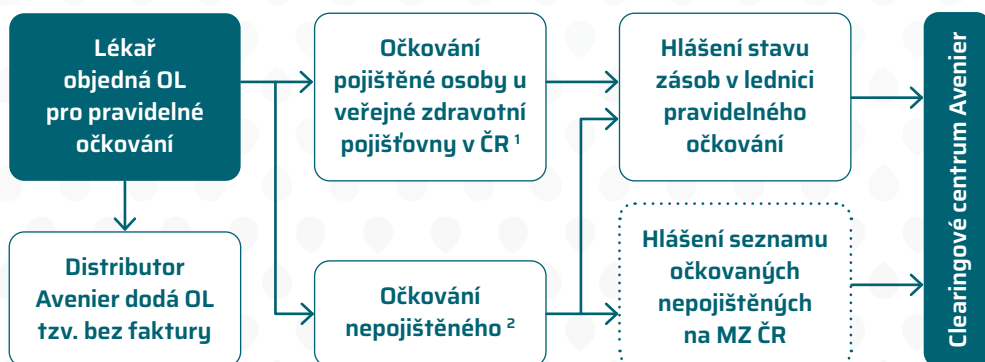 Lékař
objedná OL
pro pravidelné
očkování
Očkování
pojištěné osoby u
veřejné zdravotní
pojišťovny v ČR ¹
Hlášení stavu
zásob v lednici
pravidelného
očkování
Distributor
Avenier dodá OL
tzv. bez faktury
Očkování
nepojištěného ²
Hlášení seznamu
očkovaných
nepojištěných
na MZ ČR
Clearingové centrum Avenier